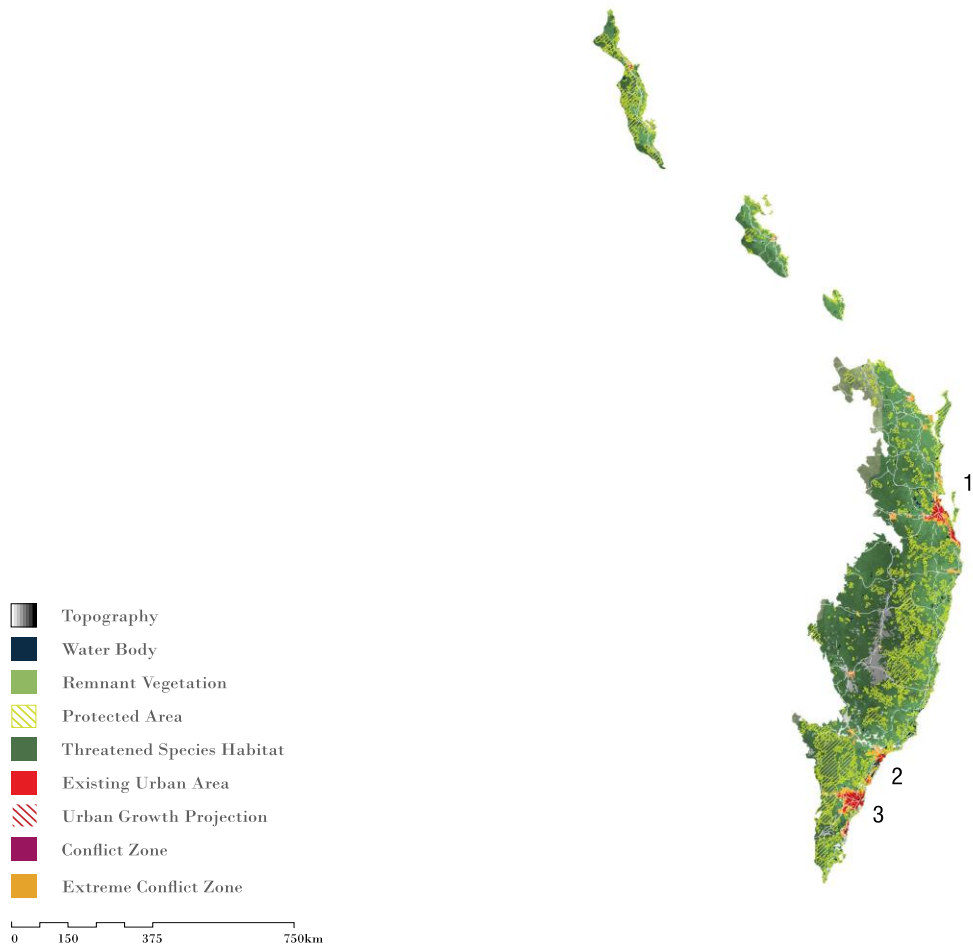 1
Topography
Water Body
Remnant Vegetation
Protected Area
Threatened Species Habitat
Existing Urban Area
2
Urban Growth Projection
3
Conflict Zone
Extreme Conflict Zone
0 150 375 750km